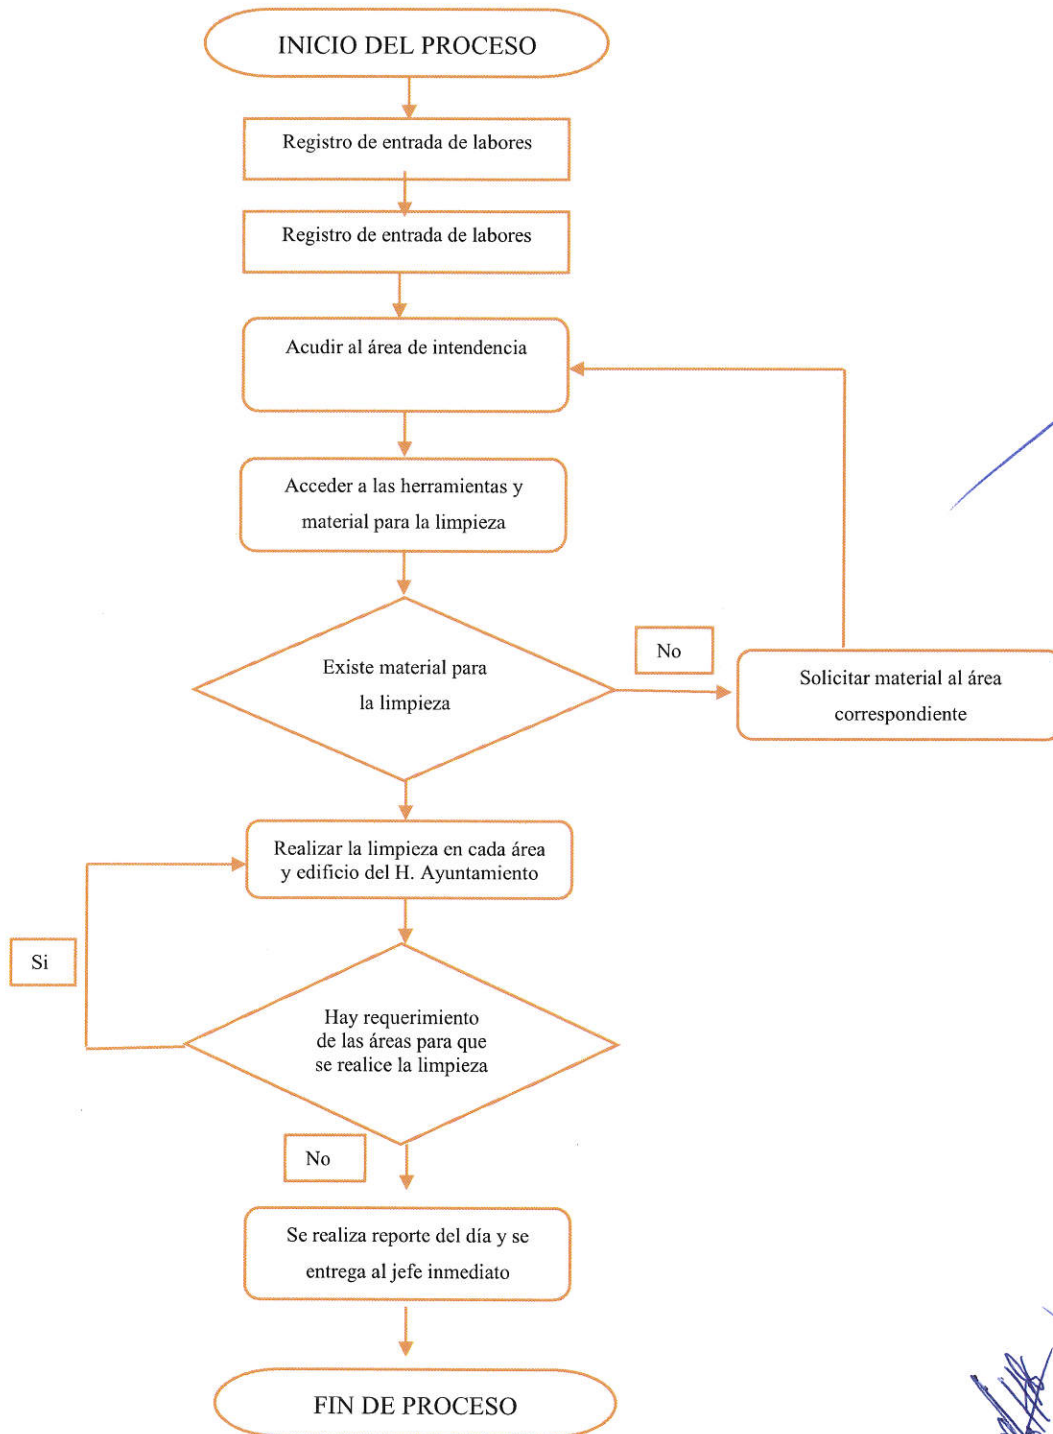 INICIO DEL PROCESO
Registro de entrada de labores
Registro de entrada de labores
Acudir al área de intendencia
Acceder a las herramientas y
material para la limpieza
Existe material para
la limpieza
No
Solicitar material al área
correspondiente
Realizar la limpieza en cada área
y edificio del H. Ayuntamiento
Si
Hay requerimiento
de las áreas para que
se realice la limpieza
No
Se realiza reporte del día y se
entrega al jefe inmediato
FIN DE PROCESO